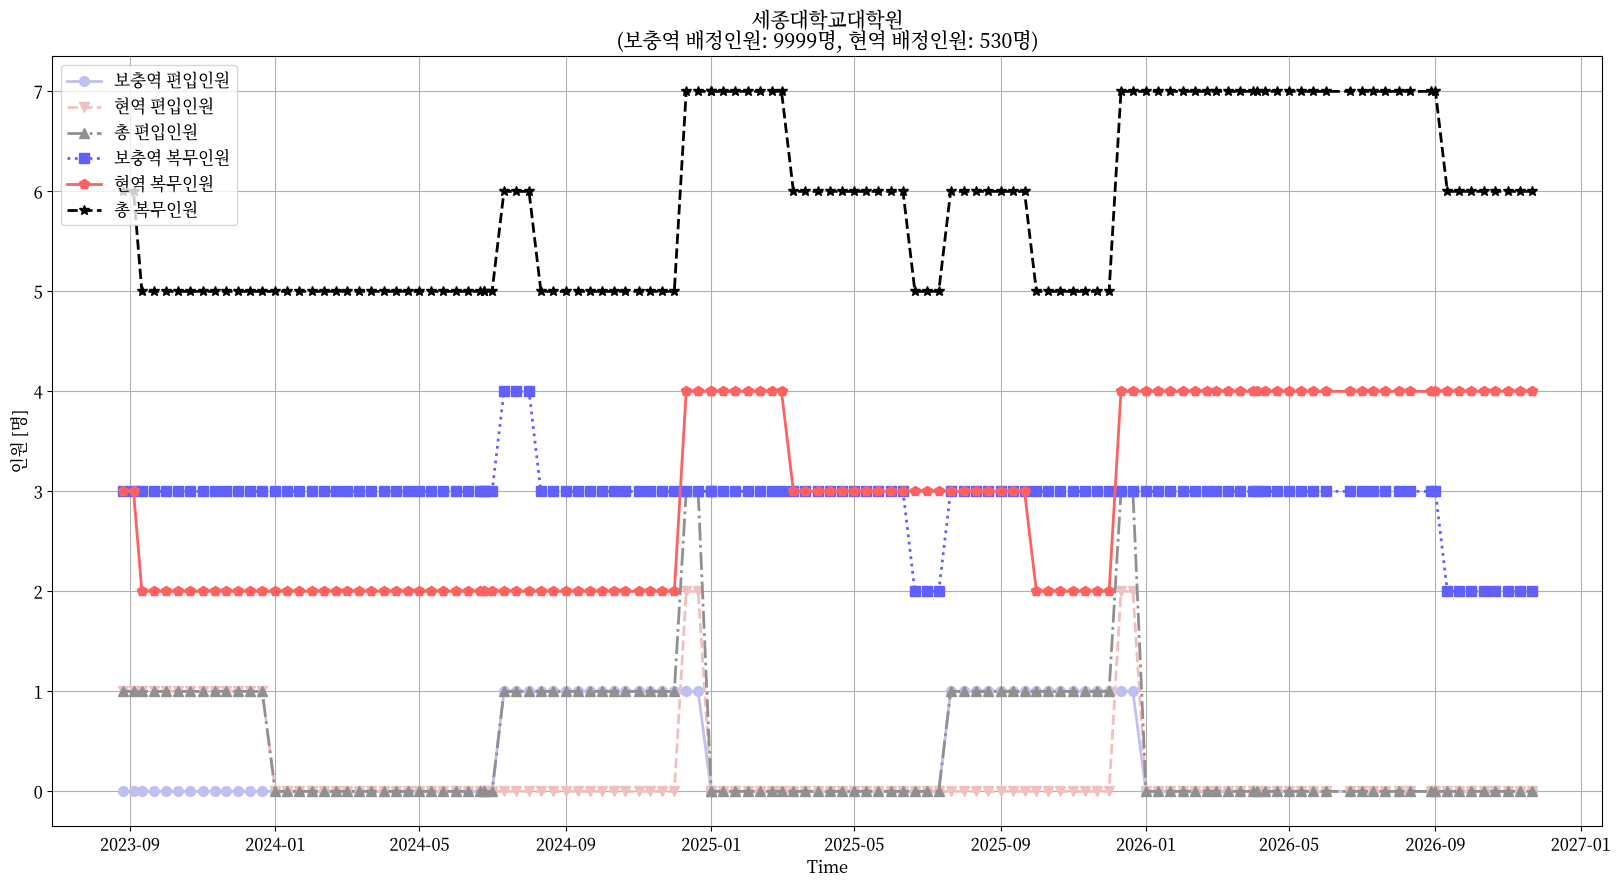 세종대학교대학원
(보충역 배정인원: 9999명, 현역 배정인원: 530명)
보충역 편입인원
현역 편입인원
총 편입인원
보충역 복무인원
현역 복무인원
총 복무인원
인원 [명]
7
6
5
4
3
2
1
0
2023-09
2024-01
2024-05
2024-09
2025-01
2025-05
2025-09
2026-01
2026-05
2026-09
2027-01
Time